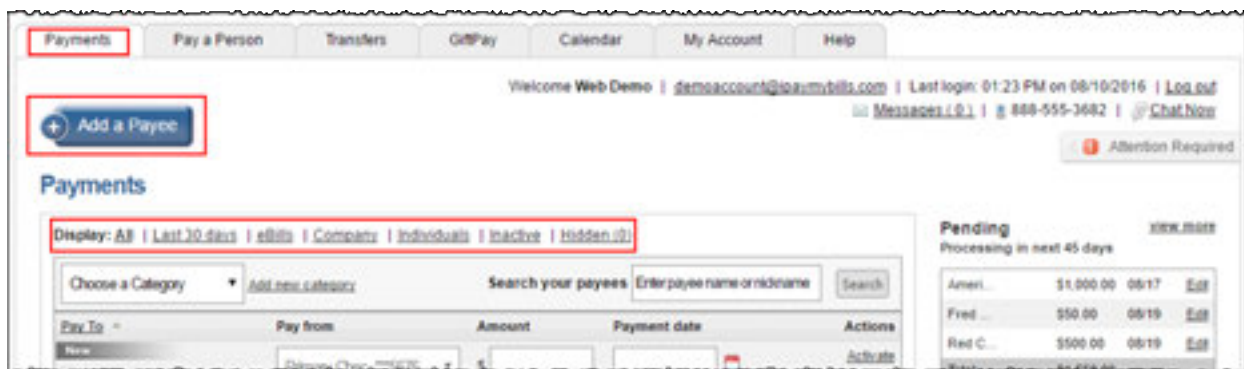 Payments Pay a Person Transfers GiftPay Calendar My Account Help
Welcome Web Demo | demoaccount@ipaymybills.com | Last login: 01:23 PM on 08/10/2016 | Log out
Messages ( 0 ) | 888-555-3682 | Chat Now
Add a Payee
Attention Required
Payments
Display: All | Last 30 days | eBills | Company | Individuals | Inactive | Hidden (0)
Pending view more
Processing in next 45 days
Choose a Category Add new category Search your payees Enter payee name or nickname Search
Ameri... $1,000.00 08/17 Edit
Fred ... $50.00 08/19 Edit
Pay To Pay from Amount Payment date Actions
Red C... $500.00 08/19 Edit
New
$ Activate